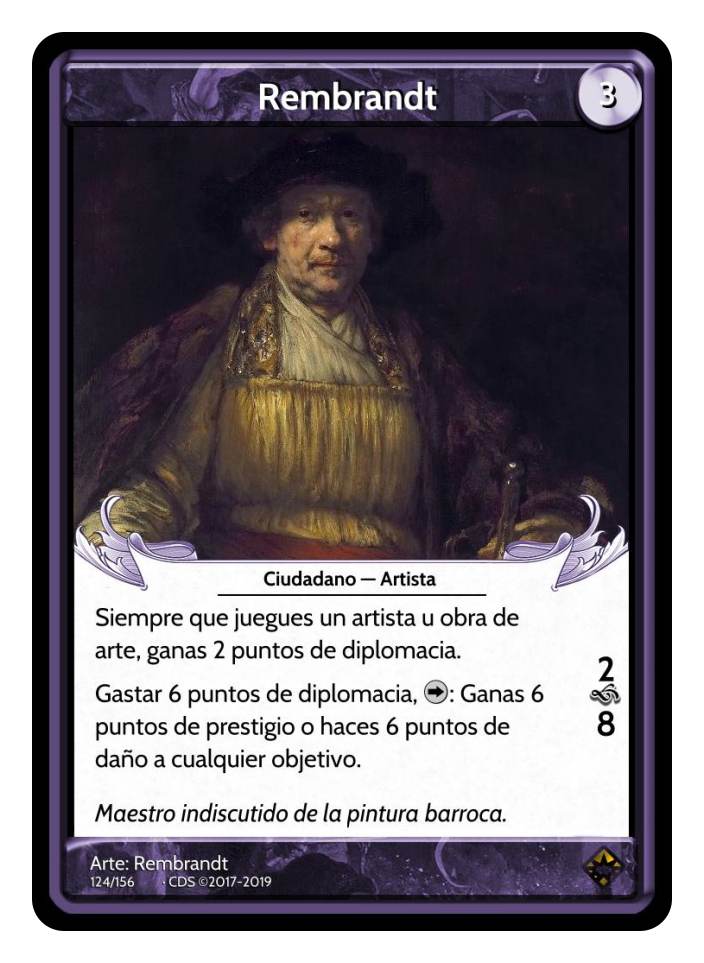 Rembrandt
3
Ciudadano — Artista
Siempre que juegues un artista u obra de
arte, ganas 2 puntos de diplomacia.
Gastar 6 puntos de diplomacia, ➡: Ganas 6
puntos de prestigio o haces 6 puntos de
daño a cualquier objetivo.
2
8
Maestro indiscutido de la pintura barroca.
Arte: Rembrandt
124/156 · CDS ©2017-2019